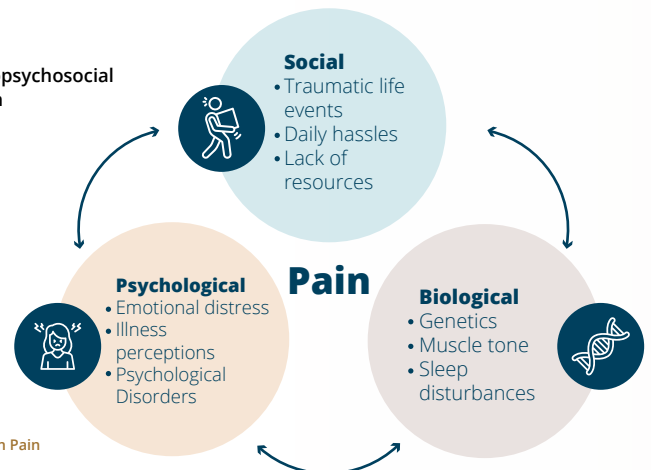 psychosocial
Social
• Traumatic life
events
• Daily hassles
• Lack of
resources
Pain
Psychological
• Emotional distress
• Illness
perceptions
• Psychological
Disorders
Biological
• Genetics
• Muscle tone
• Sleep
disturbances
Pain